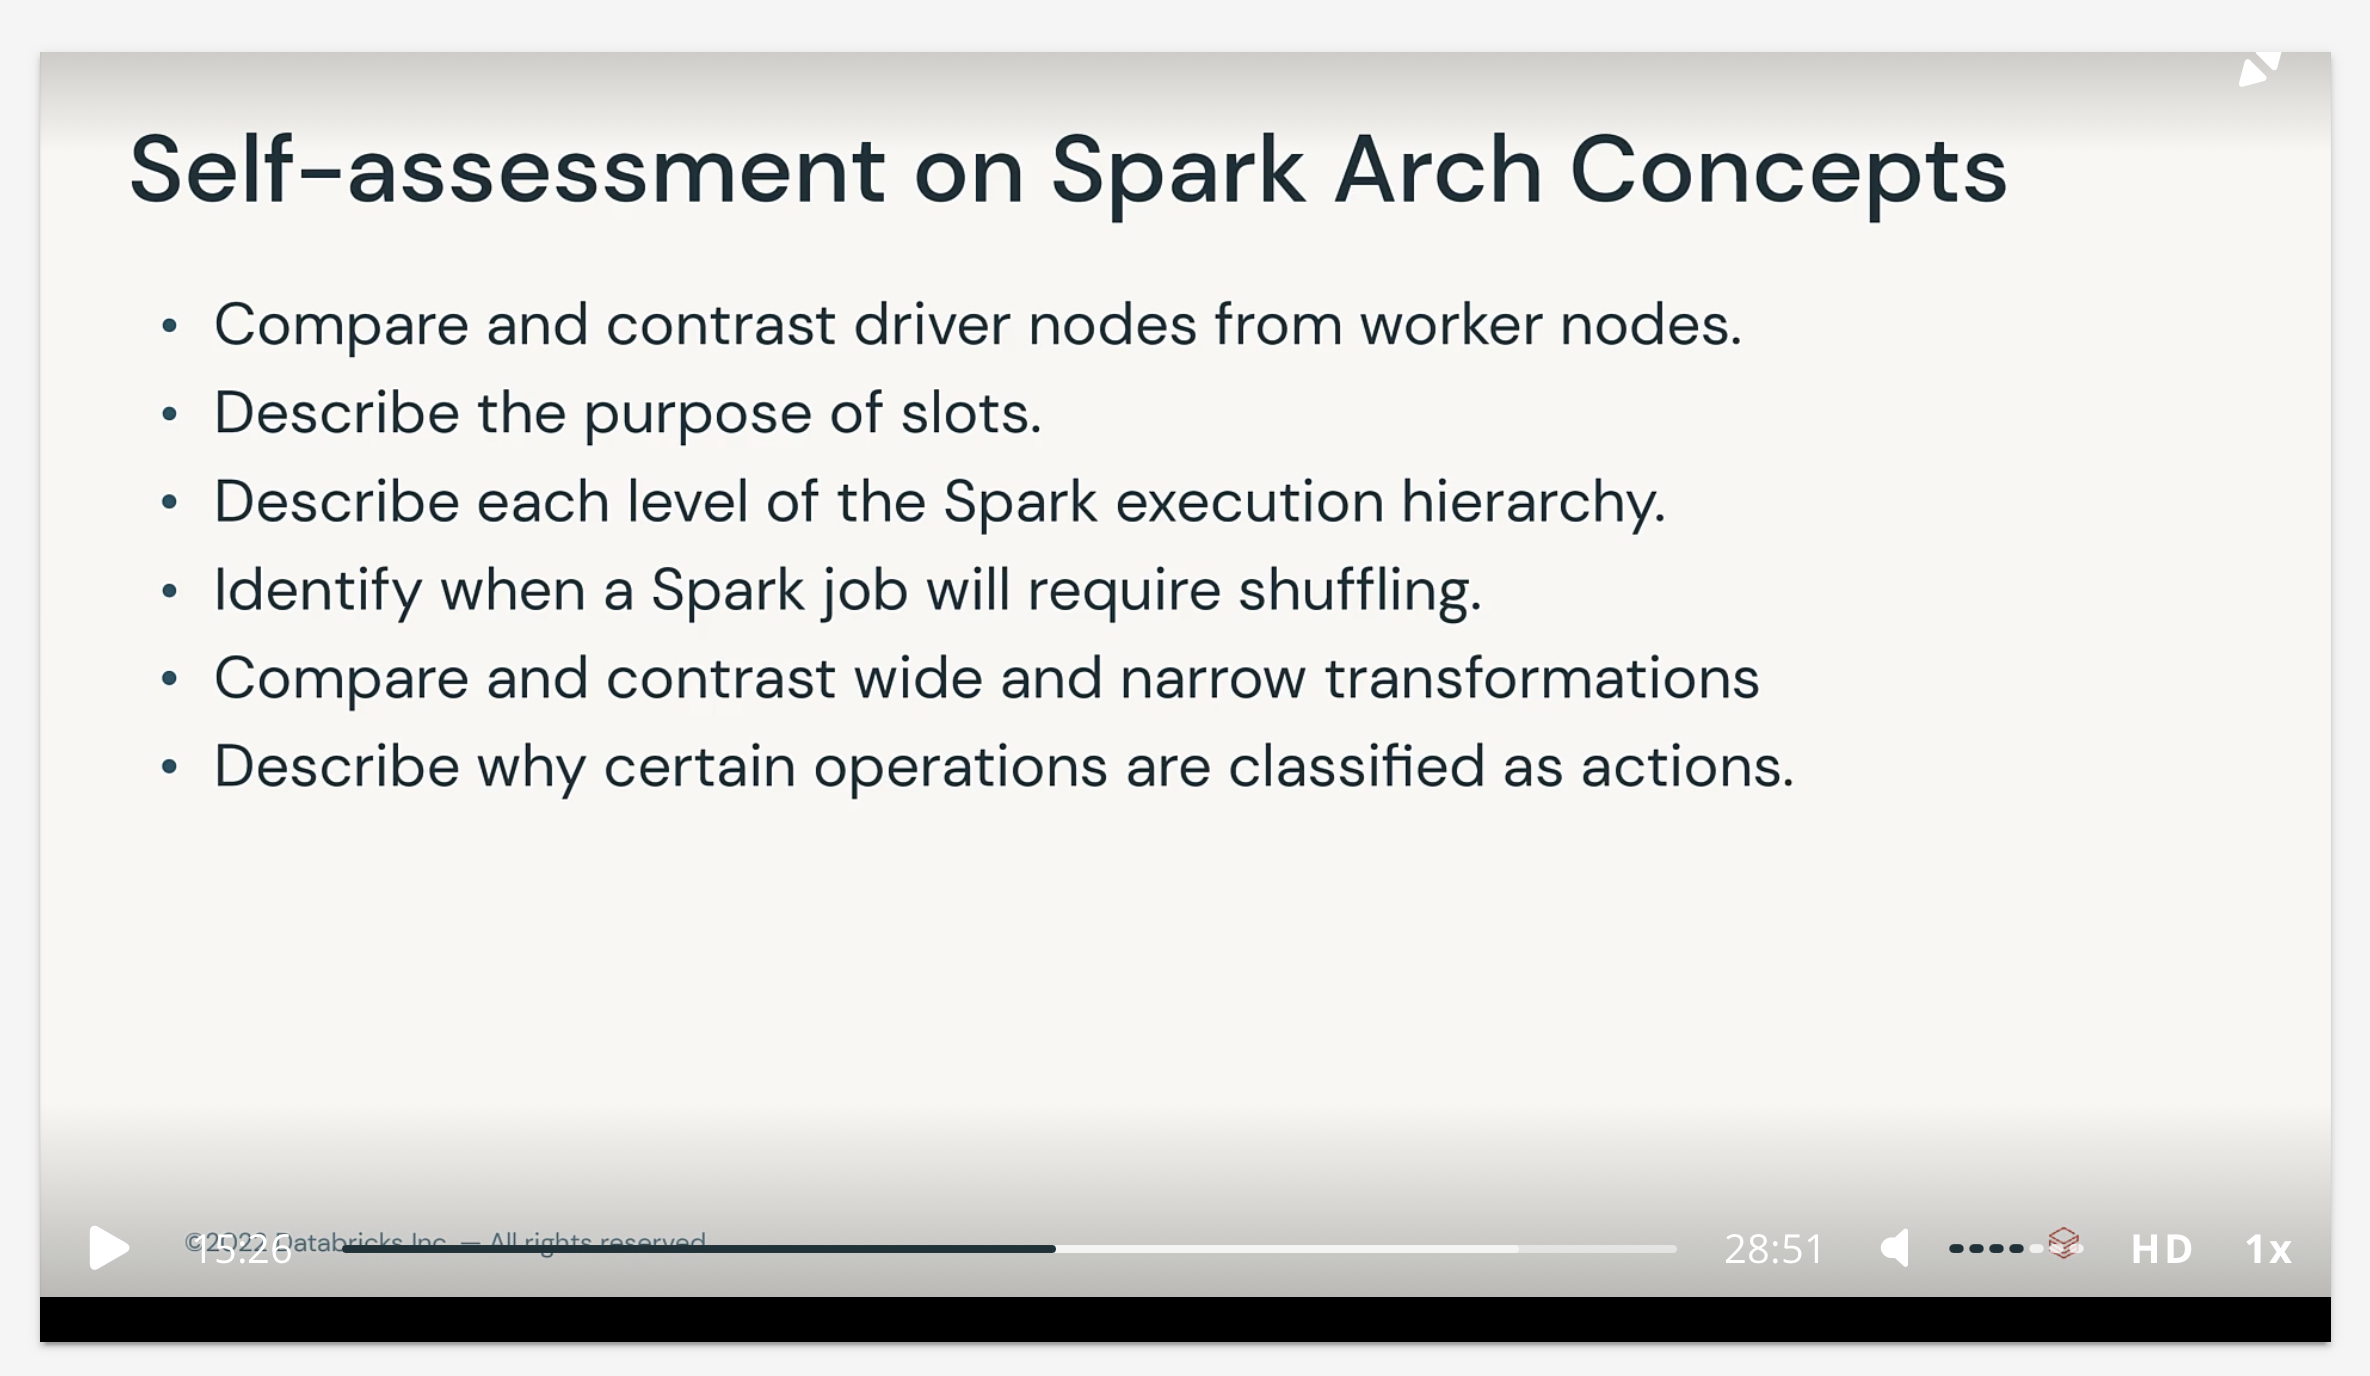 Self-assessment on Spark Arch Concepts
• Compare and contrast driver nodes from worker nodes.
• Describe the purpose of slots.
• Describe each level of the Spark execution hierarchy.
• Identify when a Spark job will require shuffling.
• Compare and contrast wide and narrow transformations
• Describe why certain operations are classified as actions.
©2022 Databricks Inc. — All rights reserved
15:26
28:51
HD
1x